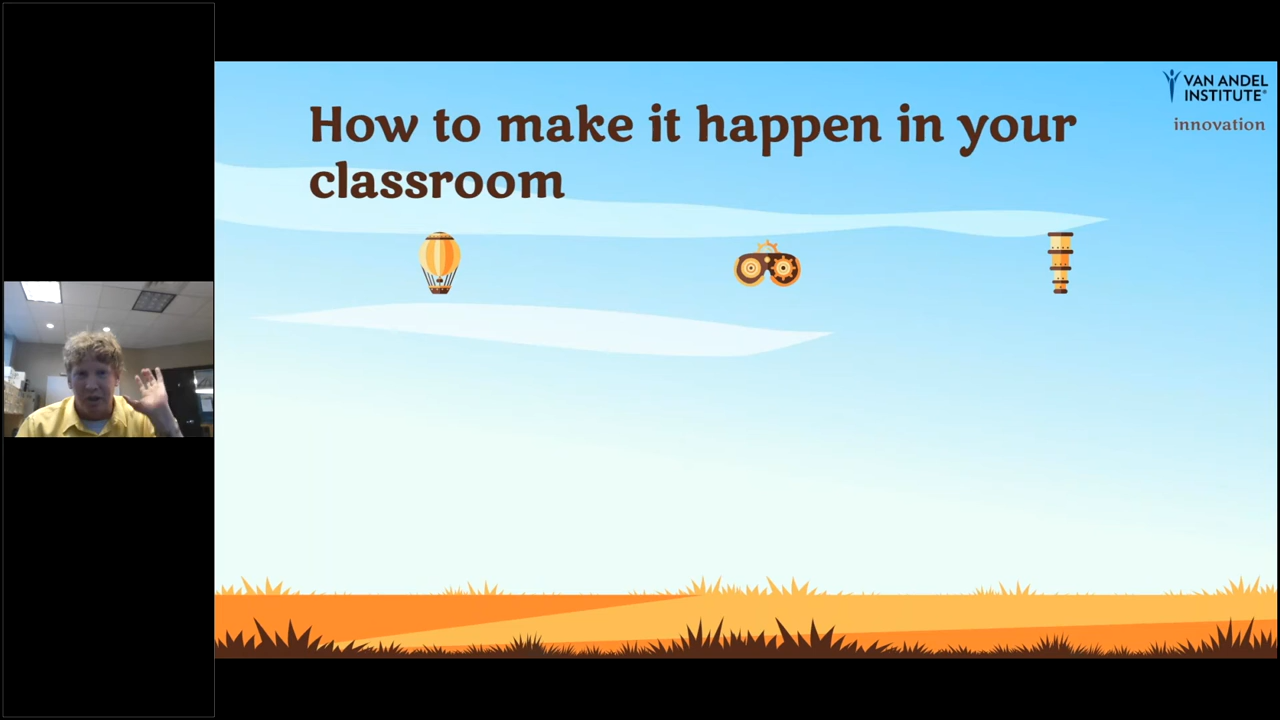 How to make it happen in your
classroom
VAN ANDEL
INSTITUTE®
innovation